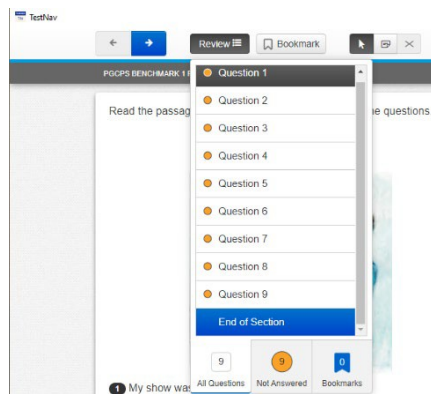 TestNav
Review Bookmark
PGCPS BENCHMARK 1
Question 1
Read the passag e questions
Question 2
Question 3
Question 4
Question 5
Question 6
Question 7
Question 8
Question 9
End of Section
9 9 0
All Questions Not Answered Bookmarks
1 My show was